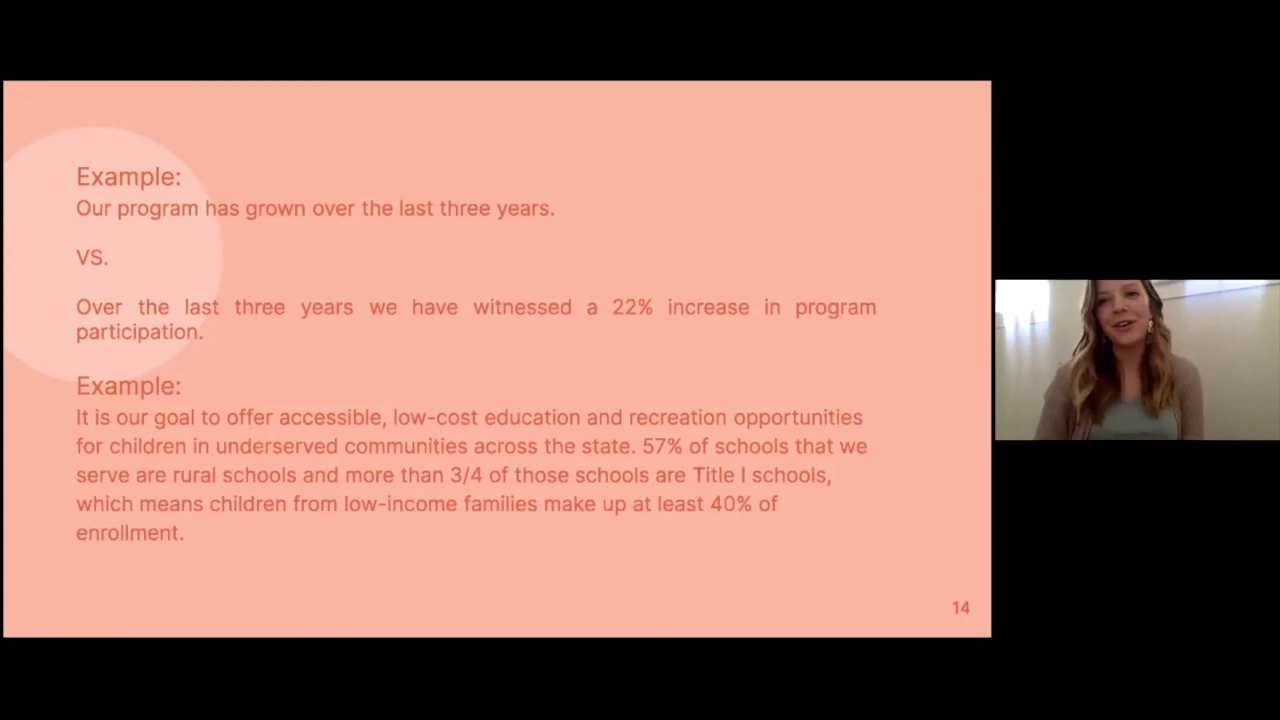 Example:
Our program has grown over the last three years.
VS.
Over the last three years we have witnessed a 22% increase in program
participation.
Example:
It is our goal to offer accessible, low-cost education and recreation opportunities
for children in underserved communities across the state. 57% of schools that we
serve are rural schools and more than 3/4 of those schools are Title I schools,
which means children from low-income families make up at least 40% of
enrollment.
14